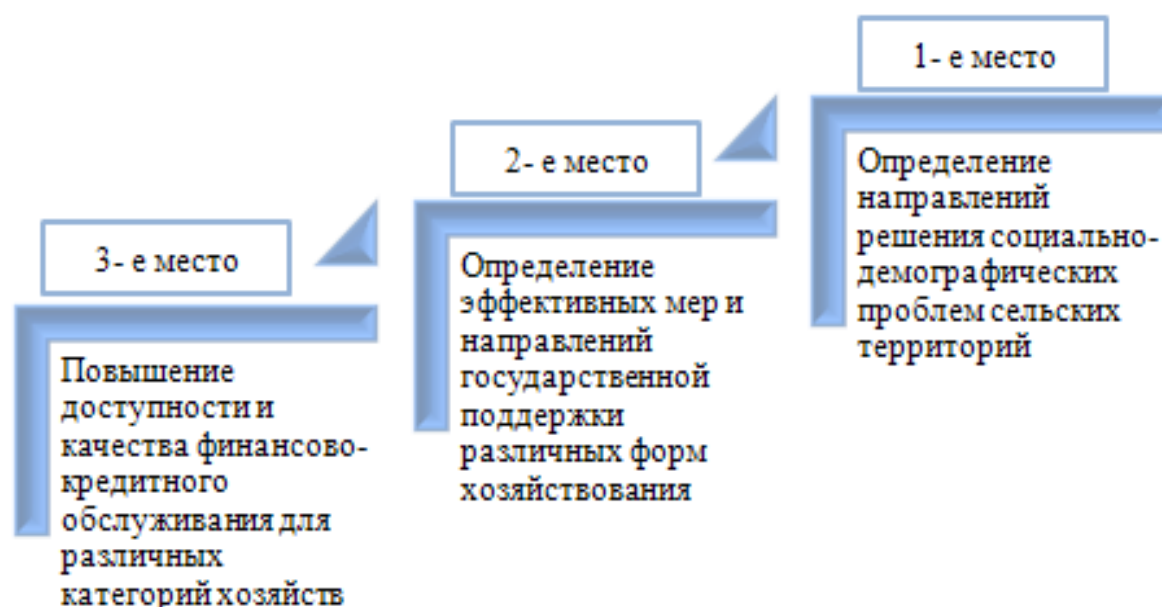 1- е место
Определение
направлений
решения социально-
демографических
проблем сельских
территорий
2- е место
Определение
эффективных мер и
направлений
государственной
поддержки
различных форм
хозяйствования
3- е место
Повышение
доступности и
качества финансово-
кредитного
обслуживания для
различных
категорий хозяйств